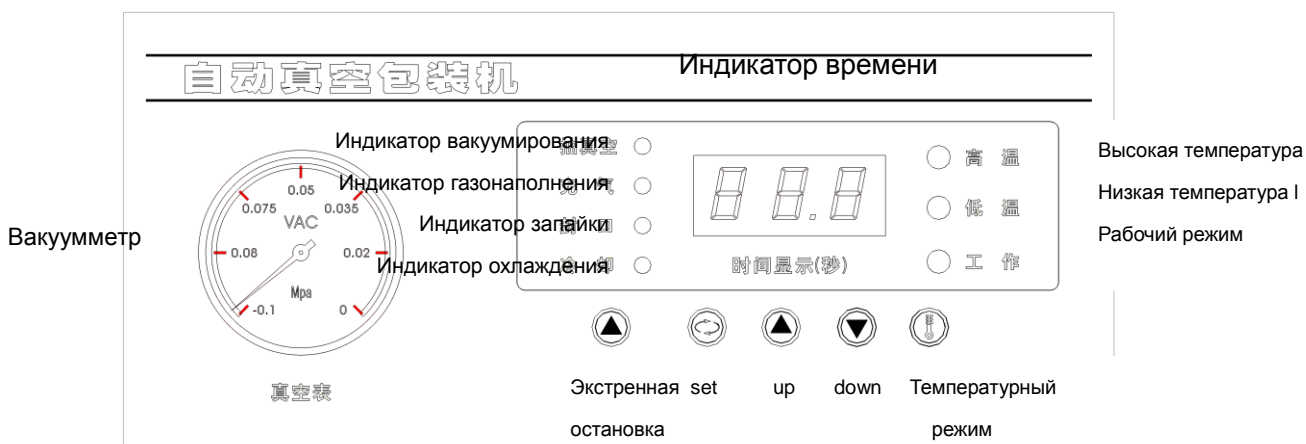 自动真空包装机
Индикатор времени
Индикатор вакуумирования
高 温
Высокая температура
Индикатор газонаполнения
气
低 温
Низкая температура l
Индикатор запайки
Индикатор охлаждения
却
时间显示(秒)
工 作
Рабочий режим
Вакуумметр
0.05
0.075
0.035
VAC
0.08
0.02
Mpa
-0.1
0
真空表
Экстренная остановка
set
up
down
Температурный
режим